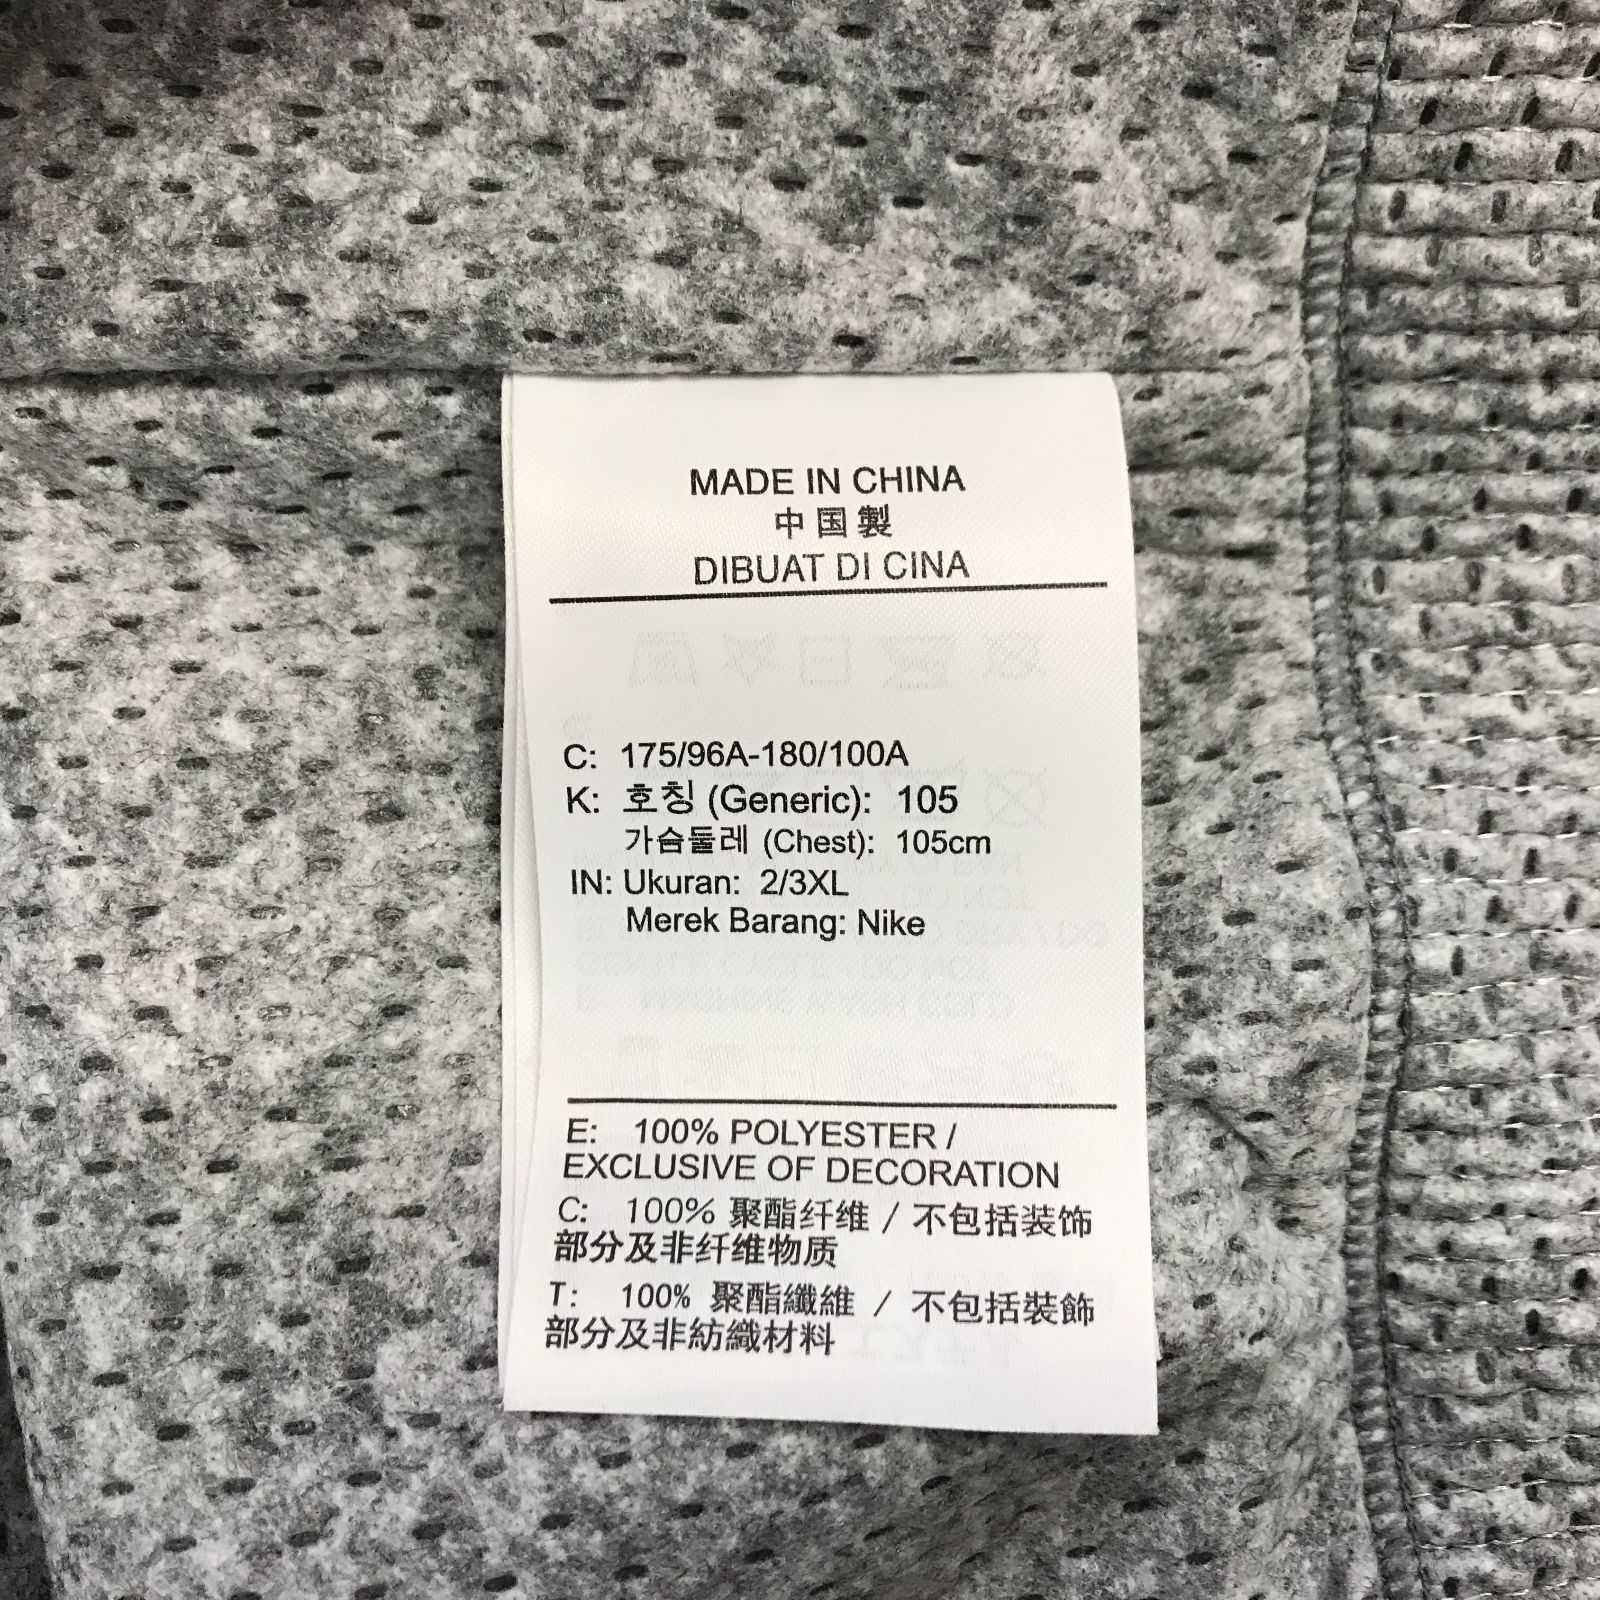 MADE IN CHINA
中国製
DIBUAT DI CINA
C: 175/96A-180/100A
K: 호칭 (Generic): 105
가슴둘레 (Chest): 105cm
IN: Ukuran: 2/3XL
Merek Barang: Nike
E: 100% POLYESTER /
EXCLUSIVE OF DECORATION
C: 100% 聚酯纤维 / 不包括装饰
部分及非纤维物质
T: 100% 聚酯纖維 / 不包括裝飾
部分及非紡織材料